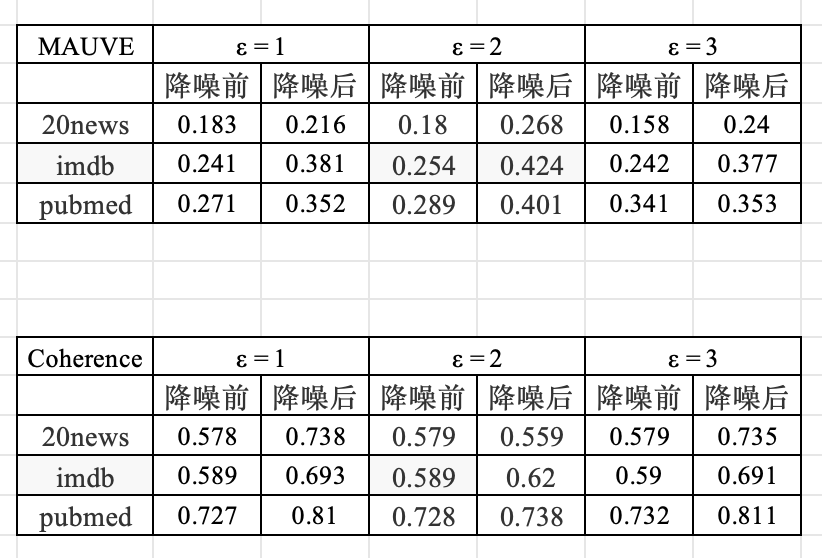 MAUVE ε = 1 ε = 2 ε = 3
降噪前 降噪后 降噪前 降噪后 降噪前 降噪后
20news 0.183 0.216 0.18 0.268 0.158 0.24
imdb 0.241 0.381 0.254 0.424 0.242 0.377
pubmed 0.271 0.352 0.289 0.401 0.341 0.353
Coherence ε = 1 ε = 2 ε = 3
降噪前 降噪后 降噪前 降噪后 降噪前 降噪后
20news 0.578 0.738 0.579 0.559 0.579 0.735
imdb 0.589 0.693 0.589 0.62 0.59 0.691
pubmed 0.727 0.81 0.728 0.738 0.732 0.811